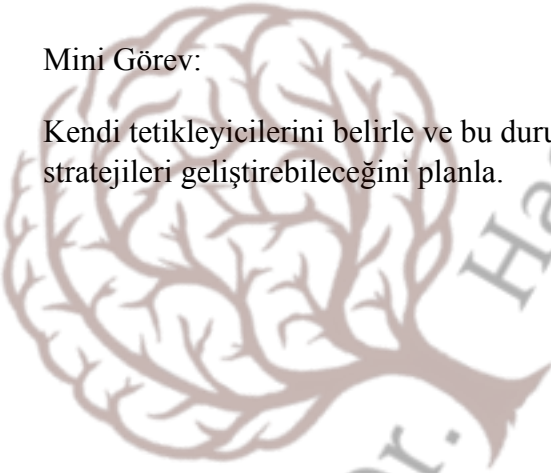 Mini Görev:
Kendi tetikleyicilerini belirle ve bu
stratejileri geliştirebileceğini planla.